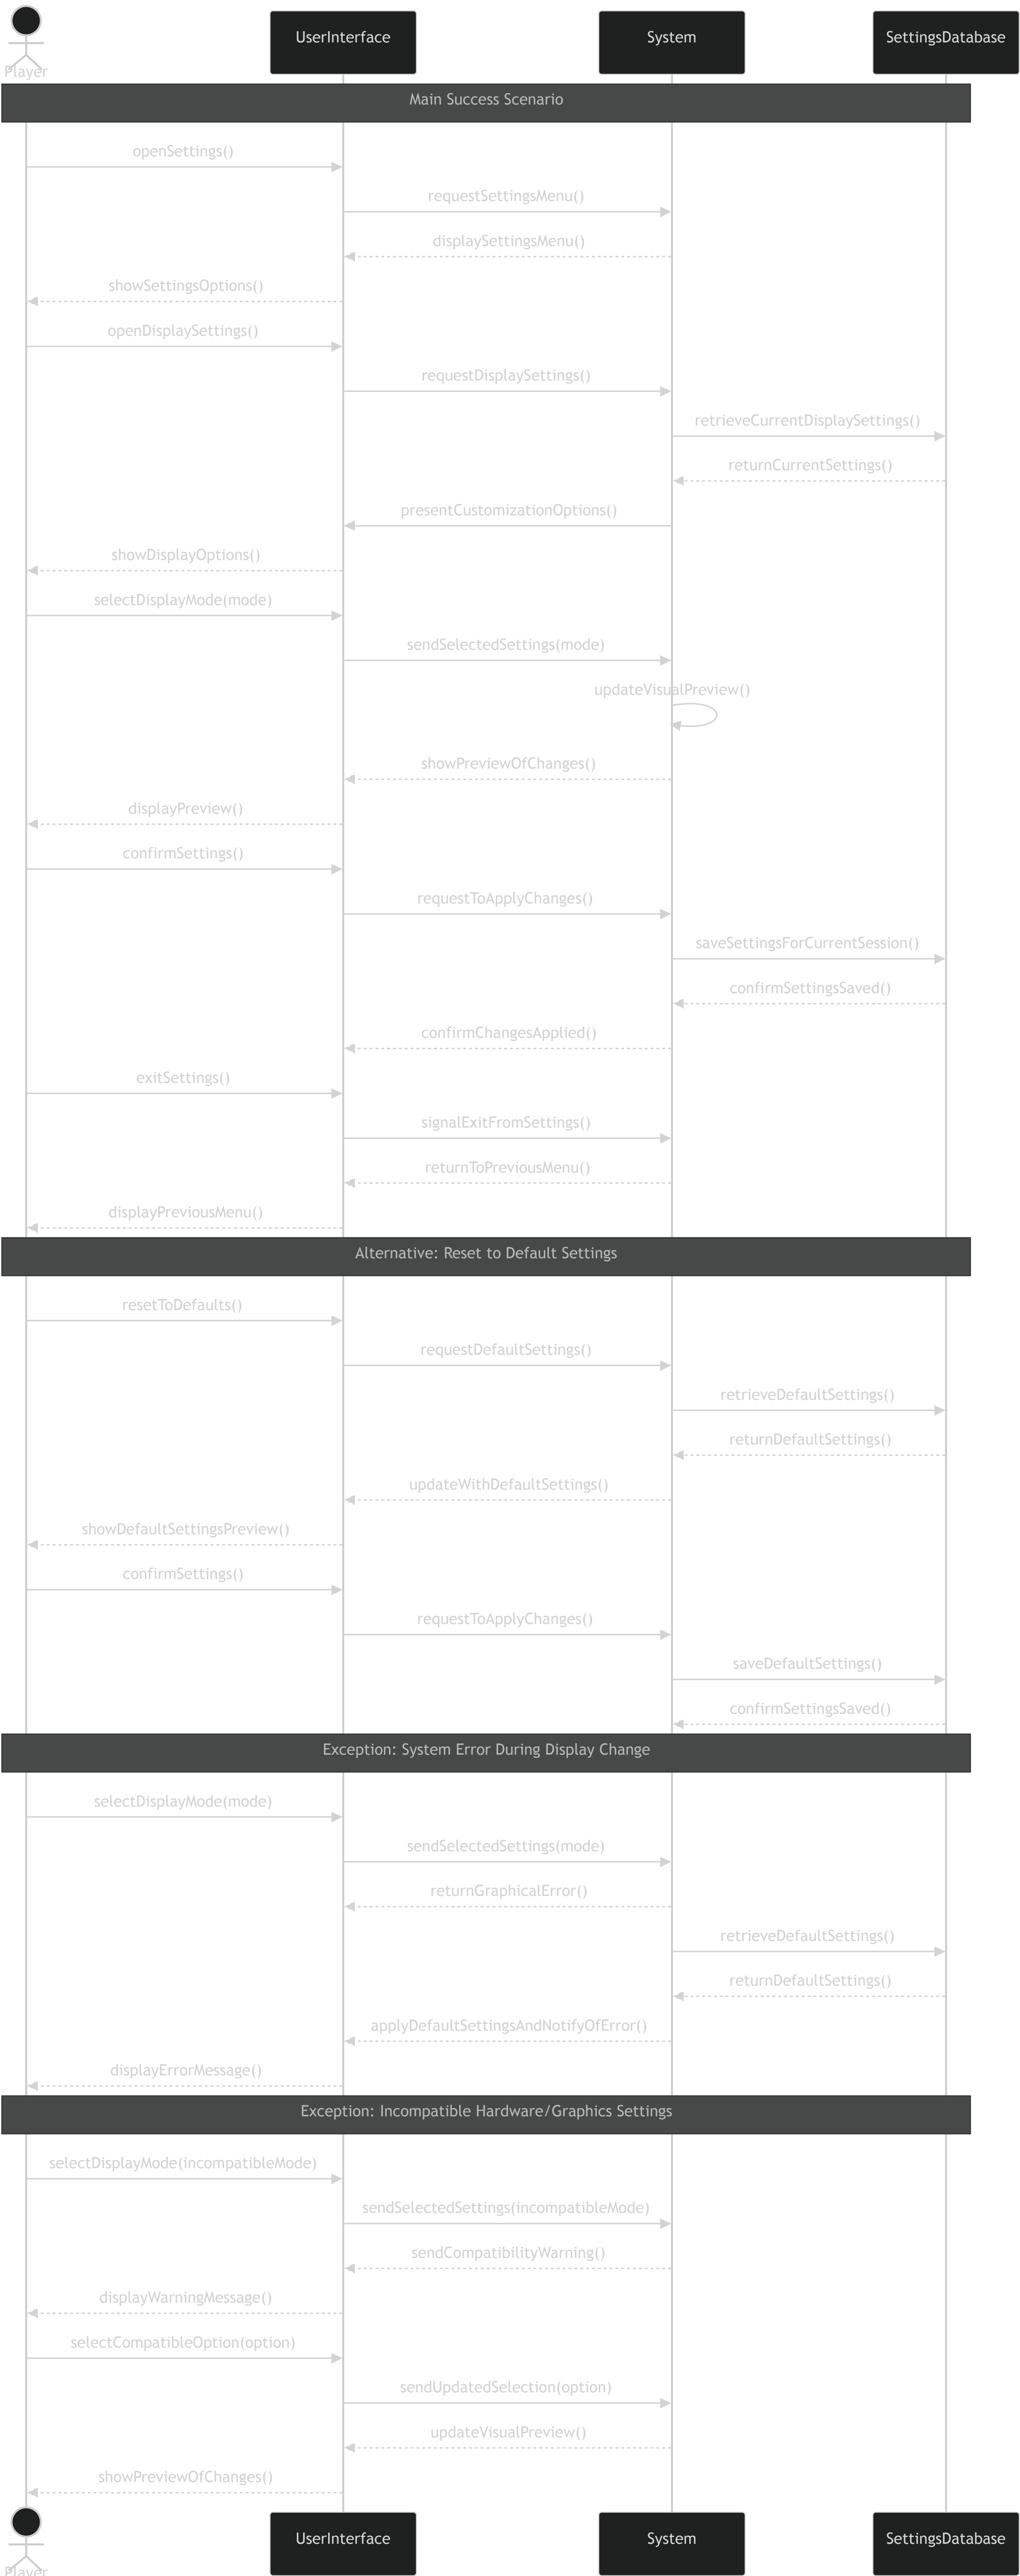 Player
UserInterface
System
SettingsDatabase
Main Success Scenario
openSettings()
requestSettingsMenu()
displaySettingsMenu()
showSettingsOptions()
openDisplaySettings()
requestDisplaySettings()
retrieveCurrentDisplaySettings()
returnCurrentSettings()
presentCustomizationOptions()
showDisplayOptions()
selectDisplayMode(mode)
sendSelectedSettings(mode)
updateVisualPreview()
showPreviewOfChanges()
displayPreview()
confirmSettings()
requestToApplyChanges()
saveSettingsForCurrentSession()
confirmSettingsSaved()
confirmChangesApplied()
exitSettings()
signalExitFromSettings()
returnToPreviousMenu()
displayPreviousMenu()
Alternative: Reset to Default Settings
resetToDefaults()
requestDefaultSettings()
retrieveDefaultSettings()
returnDefaultSettings()
updateWithDefaultSettings()
showDefaultSettingsPreview()
confirmSettings()
requestToApplyChanges()
saveDefaultSettings()
confirmSettingsSaved()
Exception: System Error During Display Change
selectDisplayMode(mode)
sendSelectedSettings(mode)
returnGraphicalError()
retrieveDefaultSettings()
returnDefaultSettings()
applyDefaultSettingsAndNotifyOfError()
displayErrorMessage()
Exception: Incompatible Hardware/Graphics Settings
selectDisplayMode(incompatibleMode)
sendSelectedSettings(incompatibleMode)
sendCompatibilityWarning()
displayWarningMessage()
selectCompatibleOption(option)
sendUpdatedSelection(option)
updateVisualPreview()
showPreviewOfChanges()
Player
UserInterface
System
SettingsDatabase